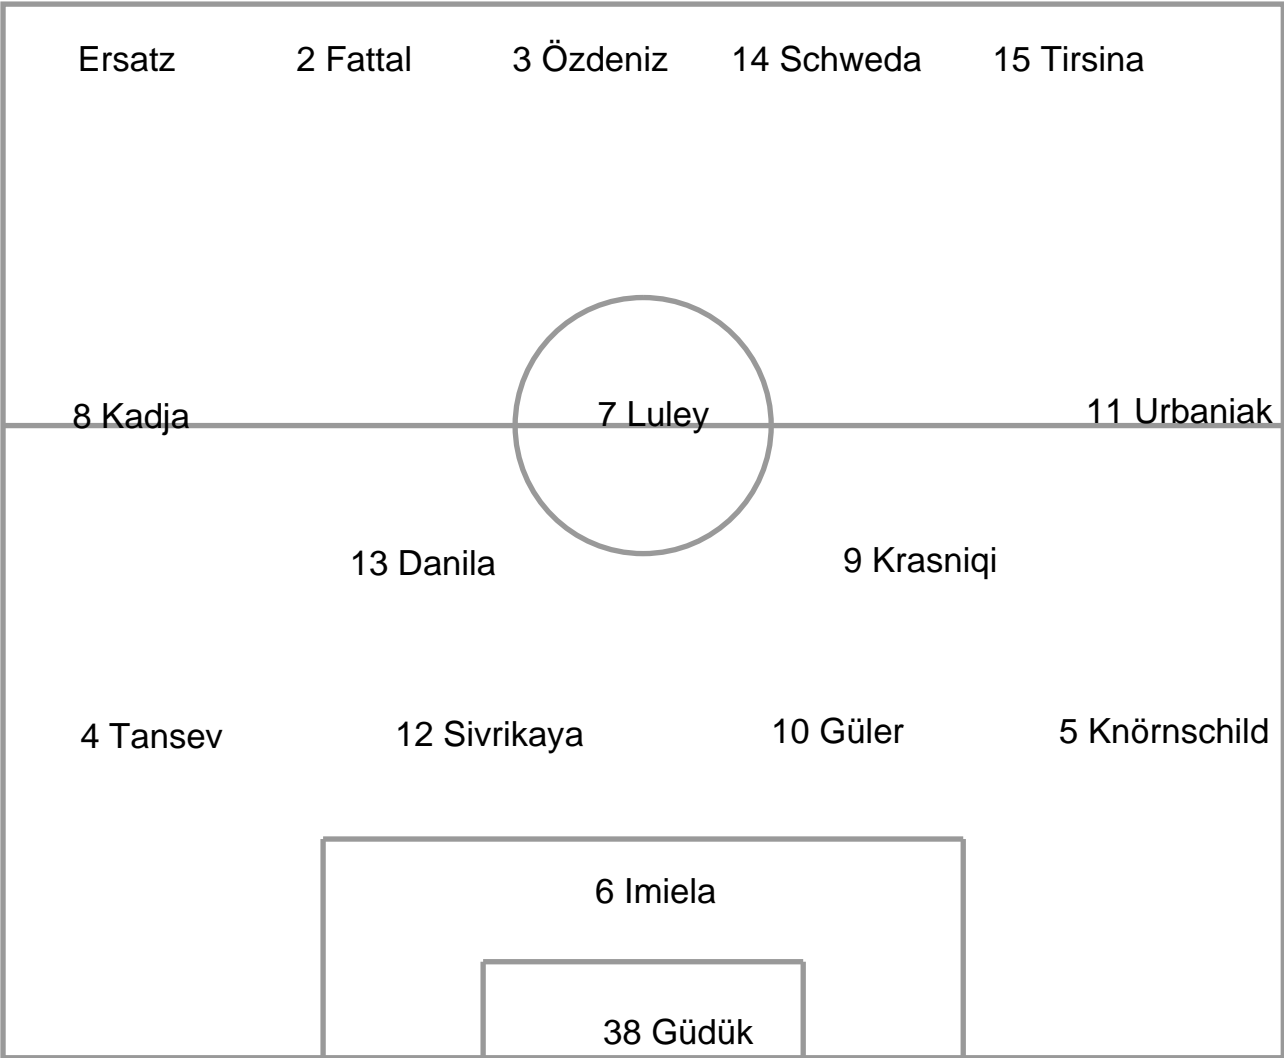 Ersatz 2 Fattal 3 Özdeniz 14 Schweda 15 Tirsina
8 Kadja 7 Luley 11 Urbaniak
13 Danila 9 Krasniqi
4 Tansev 12 Sivrikaya 10 Güler 5 Knörnschild
6 Imiela
38 Güdük